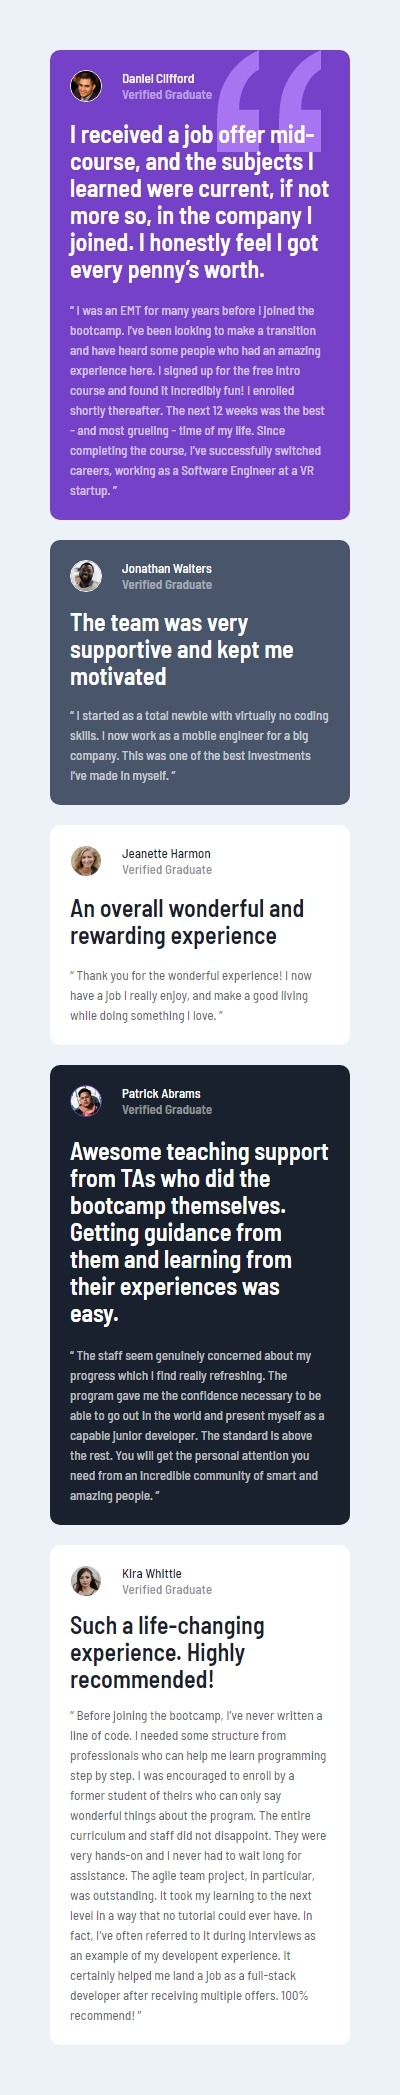 Daniel Clifford
Verified Graduate
I received a job offer mid-
course, and the subjects I
learned were current, if not
more so, in the company I
joined. I honestly feel I got
every penny’s worth.
“ I was an EMT for many years before I joined the
bootcamp. I’ve been looking to make a transition
and have heard some people who had an amazing
experience here. I signed up for the free intro
course and found it incredibly fun! I enrolled
shortly thereafter. The next 12 weeks was the best
- and most grueling - time of my life. Since
completing the course, I’ve successfully switched
careers, working as a Software Engineer at a VR
startup. ”
Jonathan Walters
Verified Graduate
The team was very
supportive and kept me
motivated
“ I started as a total newbie with virtually no coding
skills. I now work as a mobile engineer for a big
company. This was one of the best investments
I’ve made in myself. ”
Jeanette Harmon
Verified Graduate
An overall wonderful and
rewarding experience
“ Thank you for the wonderful experience! I now
have a job I really enjoy, and make a good living
while doing something I love. ”
Patrick Abrams
Verified Graduate
Awesome teaching support
from TAs who did the
bootcamp themselves.
Getting guidance from
them and learning from
their experiences was
easy.
“ The staff seem genuinely concerned about my
progress which I find really refreshing. The
program gave me the confidence necessary to be
able to go out in the world and present myself as a
capable junior developer. The standard is above
the rest. You will get the personal attention you
need from an incredible community of smart and
amazing people. ”
Kira Whittle
Verified Graduate
Such a life-changing
experience. Highly
recommended!
“ Before joining the bootcamp, I’ve never written a
line of code. I needed some structure from
professionals who can help me learn programming
step by step. I was encouraged to enroll by a
former student of theirs who can only say
wonderful things about the program. The entire
curriculum and staff did not disappoint. They were
very hands-on and I never had to wait long for
assistance. The agile team project, in particular,
was outstanding. It took my learning to the next
level in a way that no tutorial could ever have. In
fact, I’ve often referred to it during interviews as
an example of my developent experience. It
certainly helped me land a job as a full-stack
developer after receiving multiple offers. 100%
recommend! ”